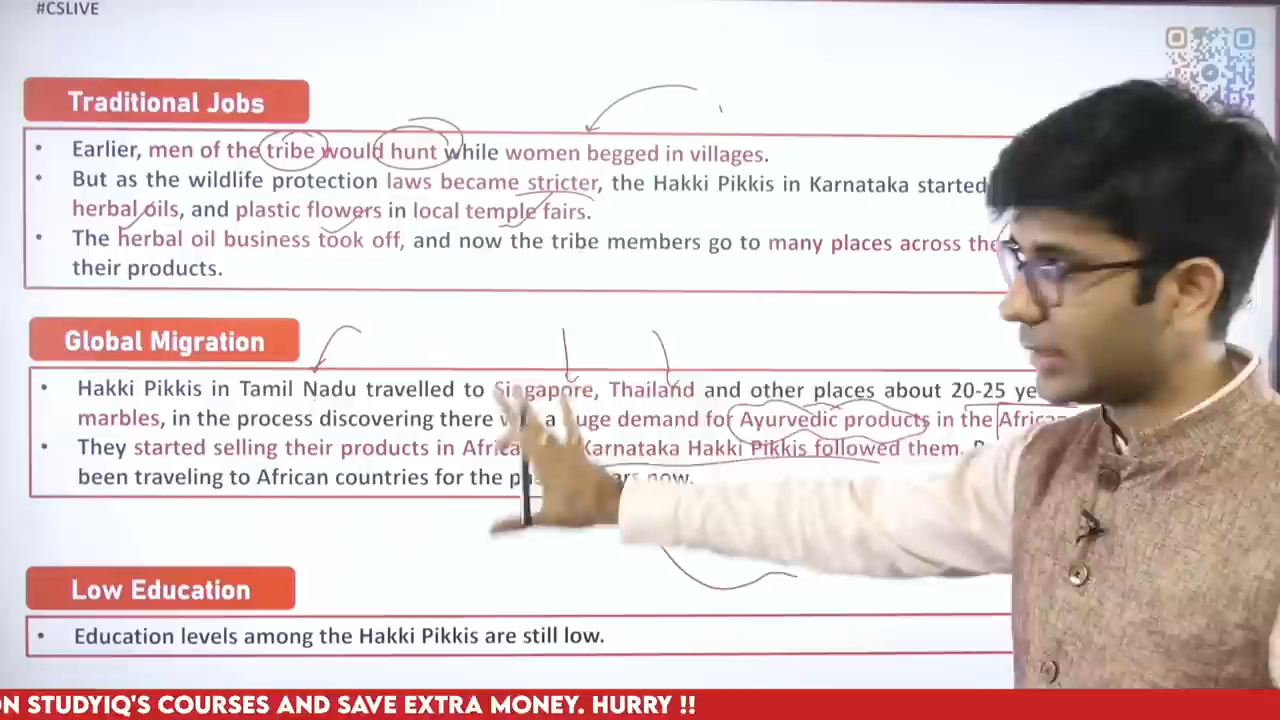 #CSLIVE
Traditional Jobs
• Earlier, men of the tribe would hunt while women begged in villages.
• But as the wildlife protection laws became stricter, the Hakki Pikkis in Karnataka started
herbal oils, and plastic flowers in local temple fairs.
• The herbal oil business took off, and now the tribe members go to many places across the
their products.
Global Migration
• Hakki Pikkis in Tamil Nadu travelled to Singapore, Thailand and other places about 20-25 ye
marbles, in the process discovering there a uge demand for Ayurvedic products in the African
• They started selling their products in Africa Karnataka Hakki Pikkis followed them.
been traveling to African countries for the p now.
Low Education
• Education levels among the Hakki Pikkis are still low.
ON STUDYIQ'S COURSES AND SAVE EXTRA MONEY. HURRY !!